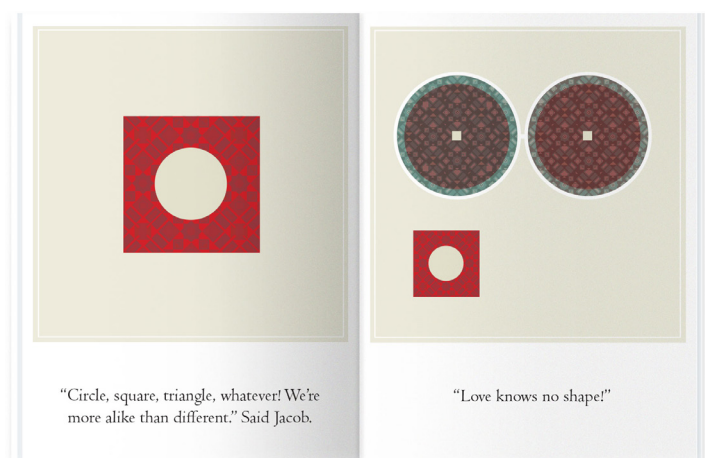 “Circle, square, triangle, whatever! We’re
more alike than different.” Said Jacob.
“Love knows no shape!”